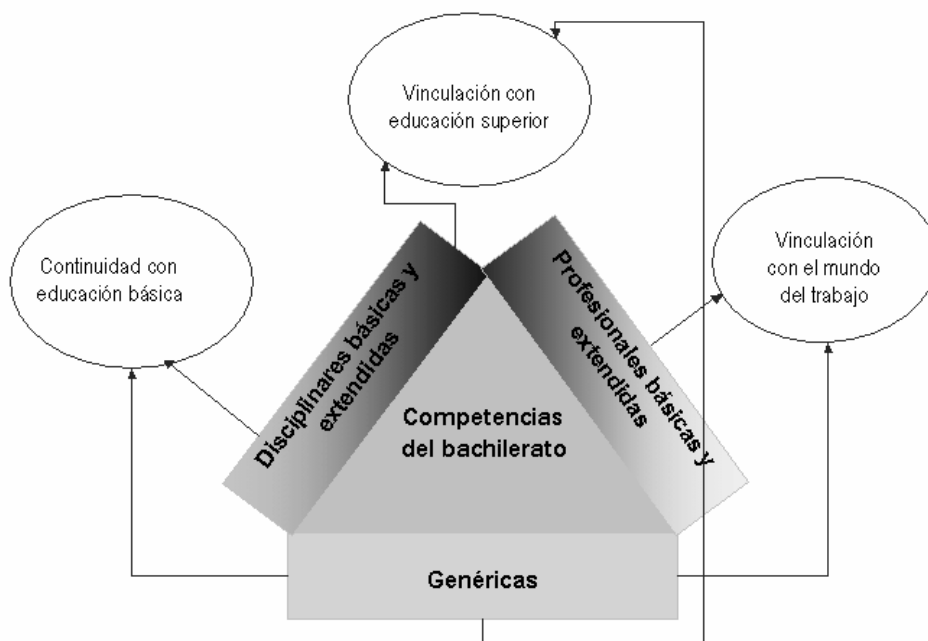 Vinculación con
educación superior
Continuidad con
educación básica
Vinculación
con el mundo
del trabajo
Disciplinares básicas y
extendidas
Profesionales básicas y
extendidas
Competencias
del bachilerato
Genéricas